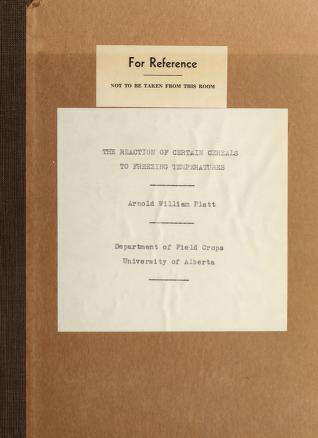 For Reference
NOT TO BE TAKEN FROM THIS ROOM
THE REACTION OF CERTAIN CEREALS
TO FREEZING TEMPERATURES
Arnold William Platt
Department of Field Crops
University of Alberta